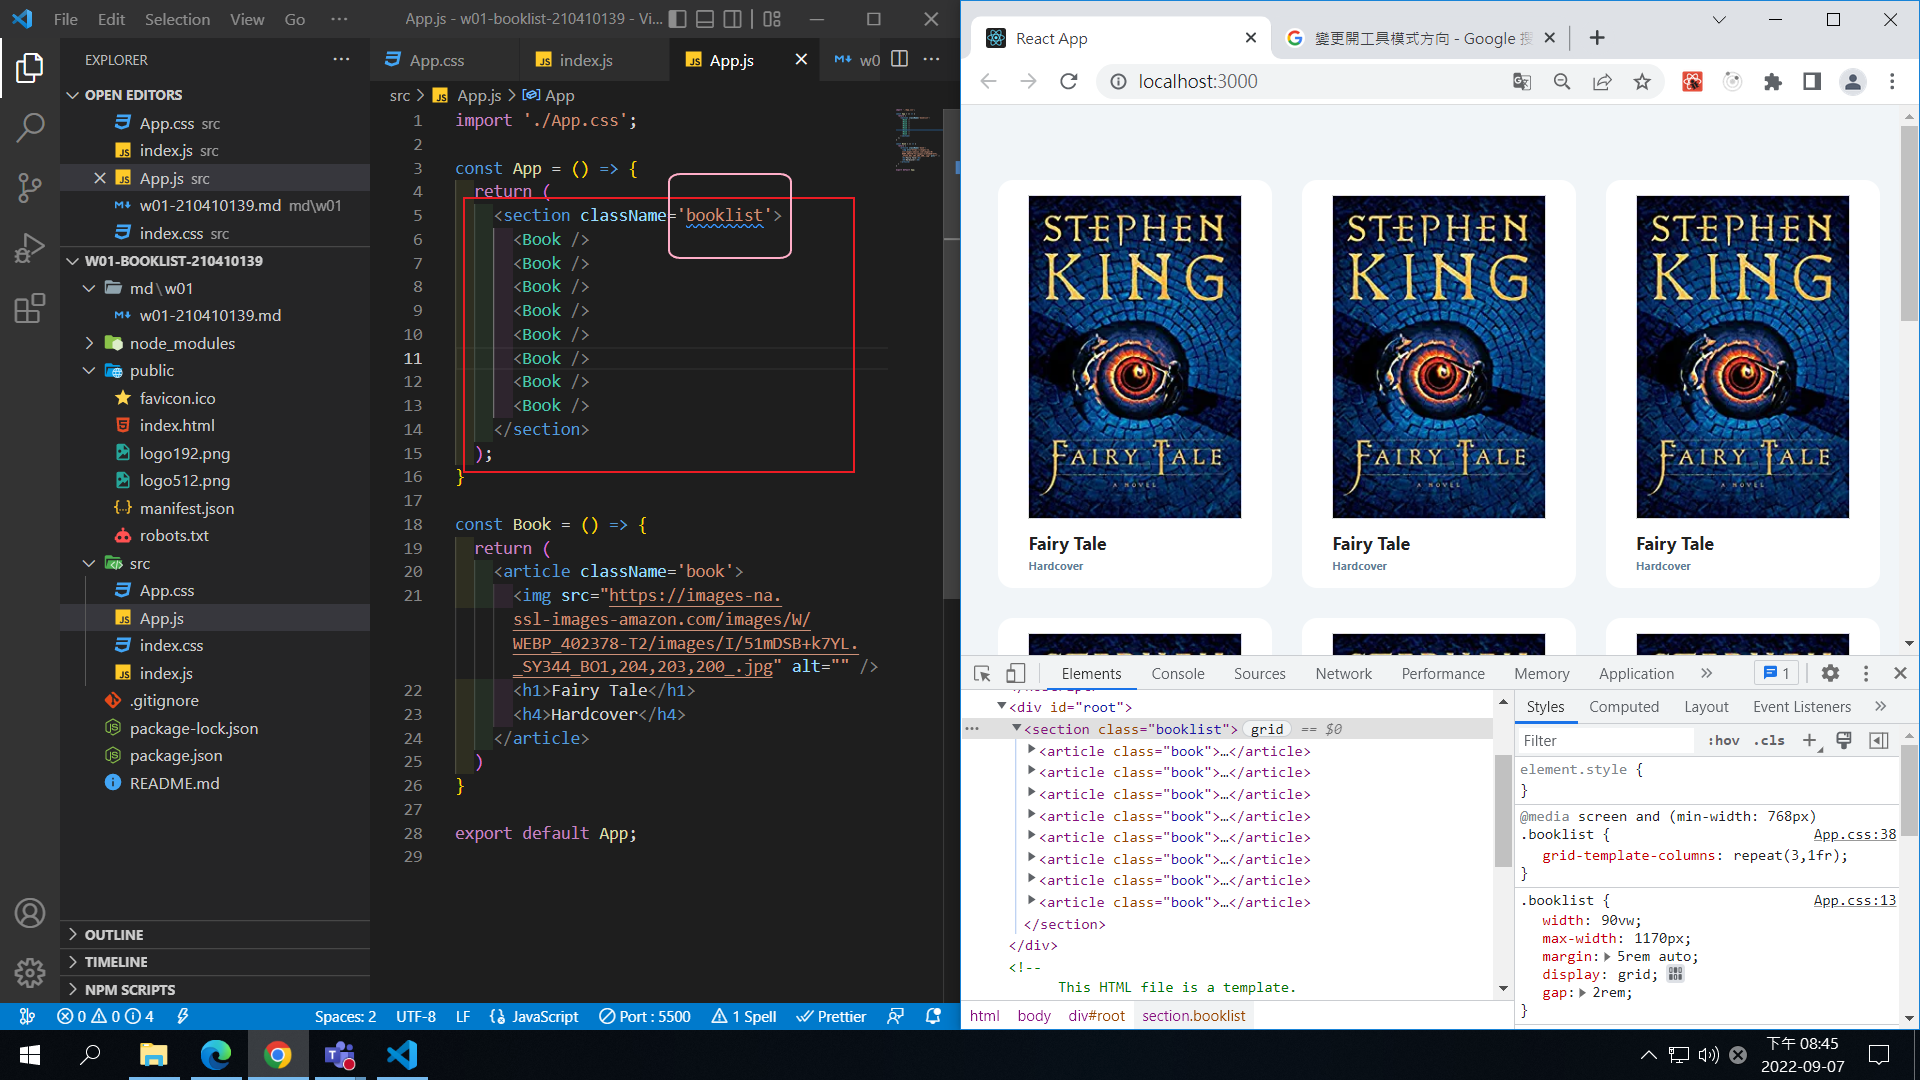 File Edit Selection View Go ··· App.js - w01-booklist-210410139 - Vi...
EXPLORER
OPEN EDITORS
App.css src
index.js src
App.js src
w01-210410139.md md\w01
index.css src
W01-BOOKLIST-210410139
md\w01
w01-210410139.md
node_modules
public
favicon.ico
index.html
logo192.png
logo512.png
manifest.json
robots.txt
src
App.css
App.js
index.css
index.js
.gitignore
package-lock.json
package.json
README.md
OUTLINE
TIMELINE
NPM SCRIPTS
App.css index.js App.js w0
src > App.js > App
1 import './App.css';
2
3 const App = () => {
4 return (
5 <section className='booklist'>
6 <Book />
7 <Book />
8 <Book />
9 <Book />
10 <Book />
11 <Book />
12 <Book />
13 <Book />
14 </section>
15 );
16 }
17
18 const Book = () => {
19 return (
20 <article className='book'>
21 <img src="https://images-na.
ssl-images-amazon.com/images/W/
WEBP_402378-T2/images/I/51mDSB+k7YL.
_SY344_BO1,204,203,200_.jpg" alt="" />
22 <h1>Fairy Tale</h1>
23 <h4>Hardcover</h4>
24 </article>
25 )
26 }
27
28 export default App;
29
0 0 4 Spaces: 2 UTF-8 LF JavaScript Port : 5500 1 Spell Prettier
React App
變更開工具模式方向 - Google
localhost:3000
STEPHEN KING
FAIRY TALE
A NOVEL
Fairy Tale
Hardcover
STEPHEN KING
FAIRY TALE
A NOVEL
Fairy Tale
Hardcover
STEPHEN KING
FAIRY TALE
A NOVEL
Fairy Tale
Hardcover
STEPHEN
STEPHEN
STEPHEN
Elements Console Sources Network Performance Memory Application » 1
<div id="root">
<section class="booklist"> grid == $0
<article class="book">…</article>
<article class="book">…</article>
<article class="book">…</article>
<article class="book">…</article>
<article class="book">…</article>
<article class="book">…</article>
<article class="book">…</article>
<article class="book">…</article>
</section>
</div>
<!--
This HTML file is a template.
html body div#root section.booklist
Styles Computed Layout Event Listeners »
Filter :hov .cls +
element.style {
}
@media screen and (min-width: 768px)
.booklist { App.css:38
grid-template-columns: repeat(3,1fr);
}
.booklist { App.css:13
width: 90vw;
max-width: 1170px;
margin: 5rem auto;
display: grid;
gap: 2rem;
}
下午 08:45
2022-09-07